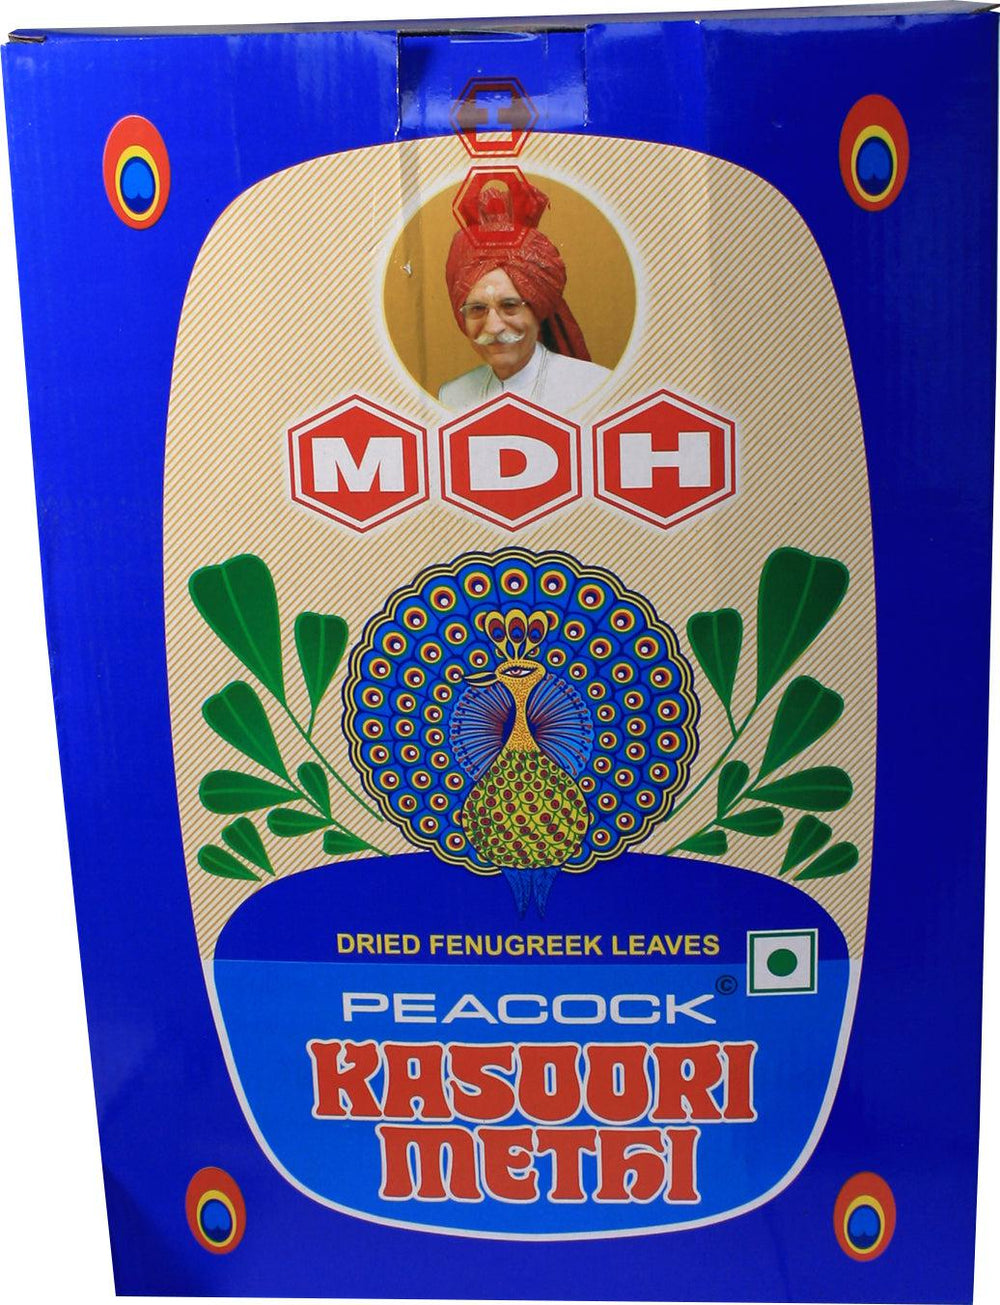 MDH
DRIED FENUGREEK LEAVES
PEACOCK ©
KASOORI
METHI